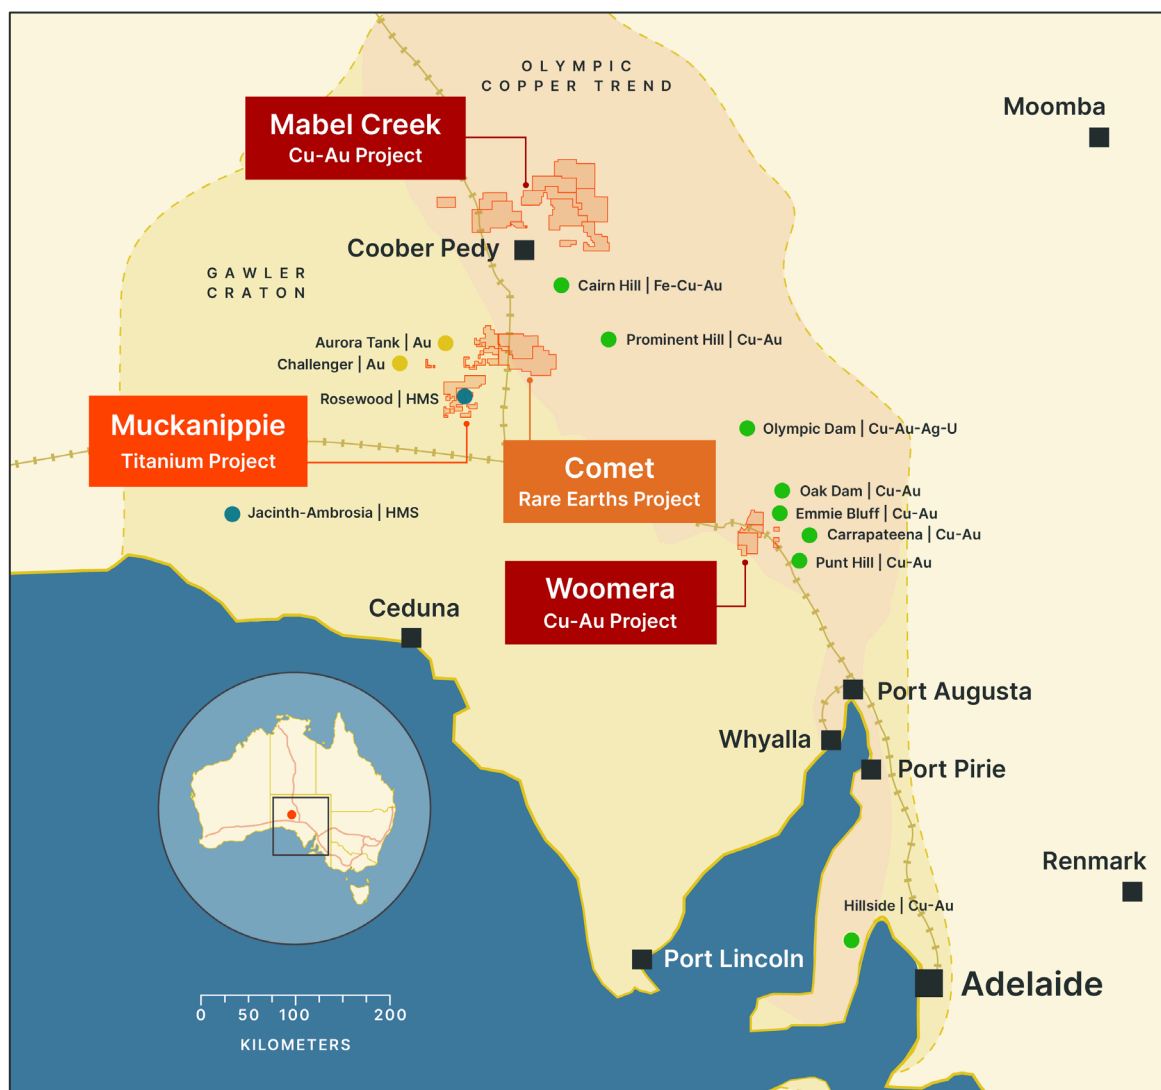 OLYMPIC
COPPER TREND
Moomba
Mabel Creek
Cu-Au Project
Coober Pedy
GAWLER
CRATON
Cairn Hill | Fe-Cu-Au
Aurora Tank | Au
Prominent Hill | Cu-Au
Challenger | Au
Rosewood | HMS
Muckanippie
Titanium Project
Olympic Dam | Cu-Au-Ag-U
Comet
Rare Earths Project
Oak Dam | Cu-Au
Jacinth-Ambrosia | HMS
Emmie Bluff | Cu-Au
Carrapateena | Cu-Au
Punt Hill | Cu-Au
Woomera
Cu-Au Project
Ceduna
Port Augusta
Whyalla
Port Pirie
Renmark
Hillside | Cu-Au
Port Lincoln
Adelaide
0 50 100 200
KILOMETERS